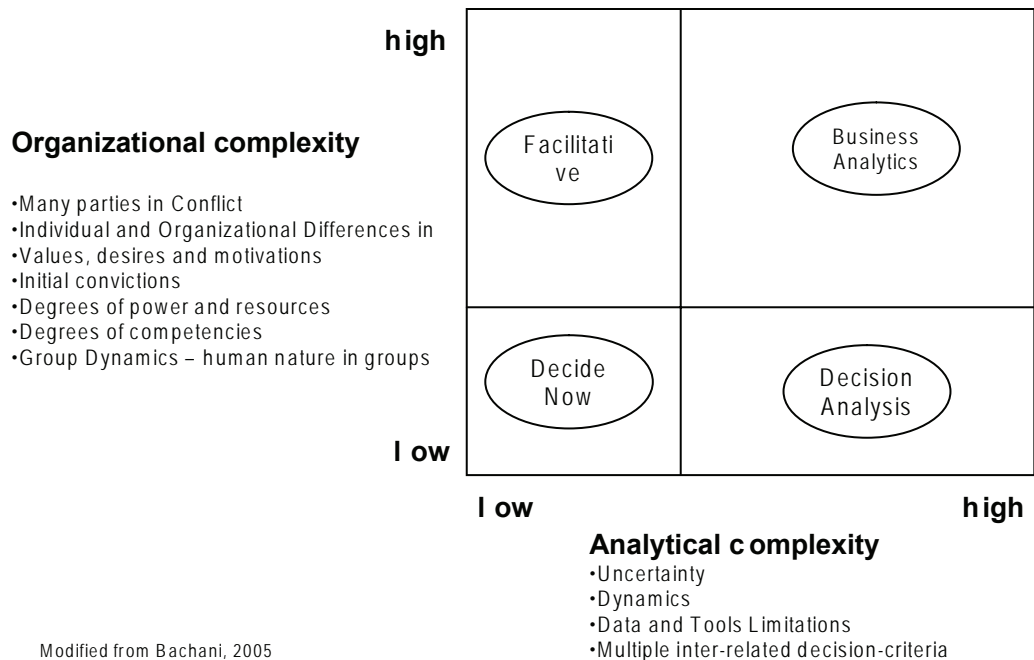 high
Organizational complexity
•Many parties in Conflict
•Individual and Organizational Differences in
•Values, desires and motivations
•Initial convictions
•Degrees of power and resources
•Degrees of competencies
•Group Dynamics – human nature in groups
low
Facilitati
ve
Business
Analytics
Decide
Now
Decision
Analysis
low
high
Analytical complexity
•Uncertainty
•Dynamics
•Data and Tools Limitations
•Multiple inter-related decision-criteria
Modified from Bachani, 2005